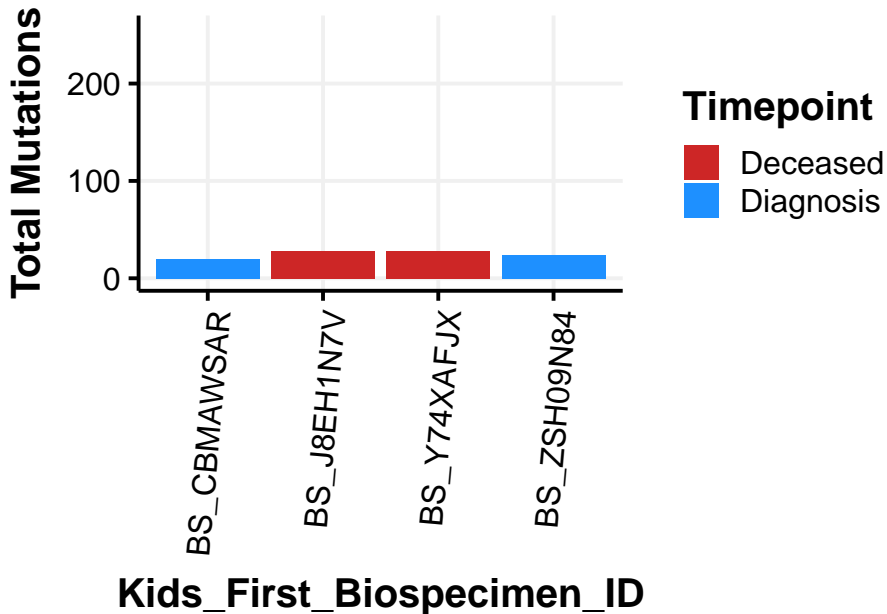 Total Mutations
200
100
0
BS_CBMAWSAR
BS_J8EH1N7V
BS_Y74XAFJX
BS_ZSH09N84
Kids_First_Biospecimen_ID
Timepoint
Deceased
Diagnosis